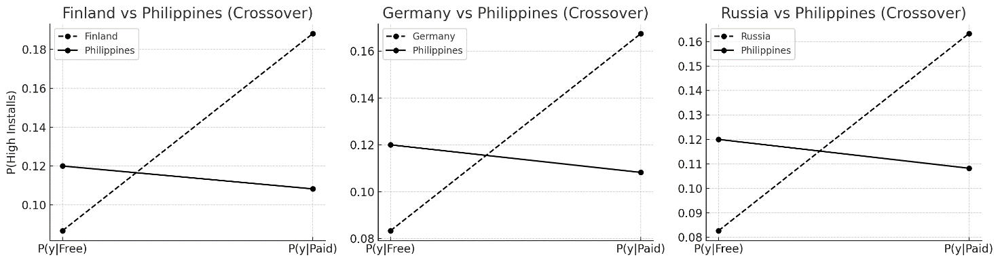 Finland vs Philippines (Crossover)
Finland
Philippines
0.18
0.16
0.14
0.12
0.10
P(High Installs)
P(y|Free)
P(y|Paid)
Germany vs Philippines (Crossover)
Germany
Philippines
0.16
0.14
0.12
0.10
0.08
P(y|Free)
P(y|Paid)
Russia vs Philippines (Crossover)
Russia
Philippines
0.16
0.15
0.14
0.13
0.12
0.11
0.10
0.09
0.08
P(y|Free)
P(y|Paid)